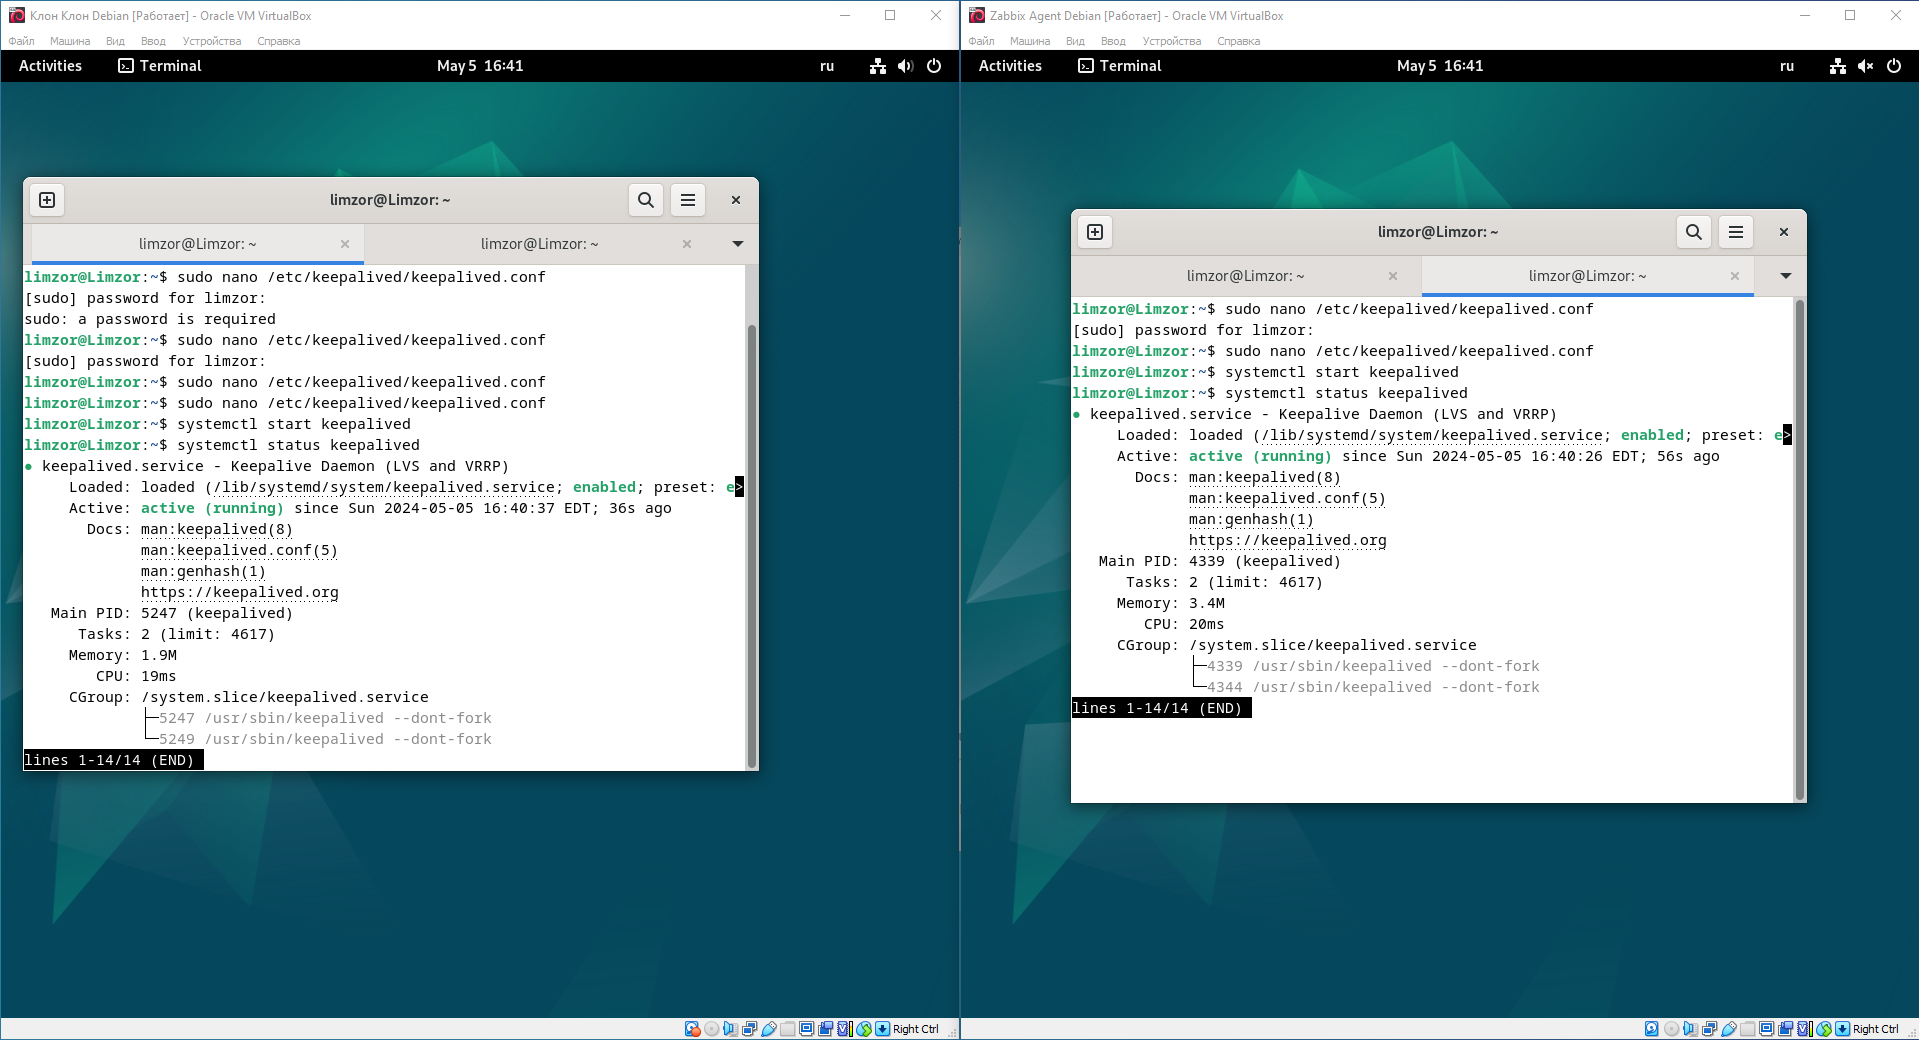 Клон Клон Debian [Работает] - Oracle VM VirtualBox
Файл Машина Вид Ввод Устройства Справка
Activities Terminal May 5 16:41 ru
limzor@Limzor: ~
limzor@Limzor: ~ limzor@Limzor: ~
limzor@Limzor:~$ sudo nano /etc/keepalived/keepalived.conf
[sudo] password for limzor:
sudo: a password is required
limzor@Limzor:~$ sudo nano /etc/keepalived/keepalived.conf
[sudo] password for limzor:
limzor@Limzor:~$ sudo nano /etc/keepalived/keepalived.conf
limzor@Limzor:~$ sudo nano /etc/keepalived/keepalived.conf
limzor@Limzor:~$ systemctl start keepalived
limzor@Limzor:~$ systemctl status keepalived
● keepalived.service - Keepalive Daemon (LVS and VRRP)
Loaded: loaded (/lib/systemd/system/keepalived.service; enabled; preset: e>
Active: active (running) since Sun 2024-05-05 16:40:37 EDT; 36s ago
Docs: man:keepalived(8)
man:keepalived.conf(5)
man:genhash(1)
https://keepalived.org
Main PID: 5247 (keepalived)
Tasks: 2 (limit: 4617)
Memory: 1.9M
CPU: 19ms
CGroup: /system.slice/keepalived.service
├─5247 /usr/sbin/keepalived --dont-fork
└─5249 /usr/sbin/keepalived --dont-fork
lines 1-14/14 (END)
Right Ctrl
Zabbix Agent Debian [Работает] - Oracle VM VirtualBox
Файл Машина Вид Ввод Устройства Справка
Activities Terminal May 5 16:41 ru
limzor@Limzor: ~
limzor@Limzor: ~ limzor@Limzor: ~
limzor@Limzor:~$ sudo nano /etc/keepalived/keepalived.conf
[sudo] password for limzor:
limzor@Limzor:~$ sudo nano /etc/keepalived/keepalived.conf
limzor@Limzor:~$ systemctl start keepalived
limzor@Limzor:~$ systemctl status keepalived
● keepalived.service - Keepalive Daemon (LVS and VRRP)
Loaded: loaded (/lib/systemd/system/keepalived.service; enabled; preset: e>
Active: active (running) since Sun 2024-05-05 16:40:26 EDT; 56s ago
Docs: man:keepalived(8)
man:keepalived.conf(5)
man:genhash(1)
https://keepalived.org
Main PID: 4339 (keepalived)
Tasks: 2 (limit: 4617)
Memory: 3.4M
CPU: 20ms
CGroup: /system.slice/keepalived.service
├─4339 /usr/sbin/keepalived --dont-fork
└─4344 /usr/sbin/keepalived --dont-fork
lines 1-14/14 (END)
Right Ctrl